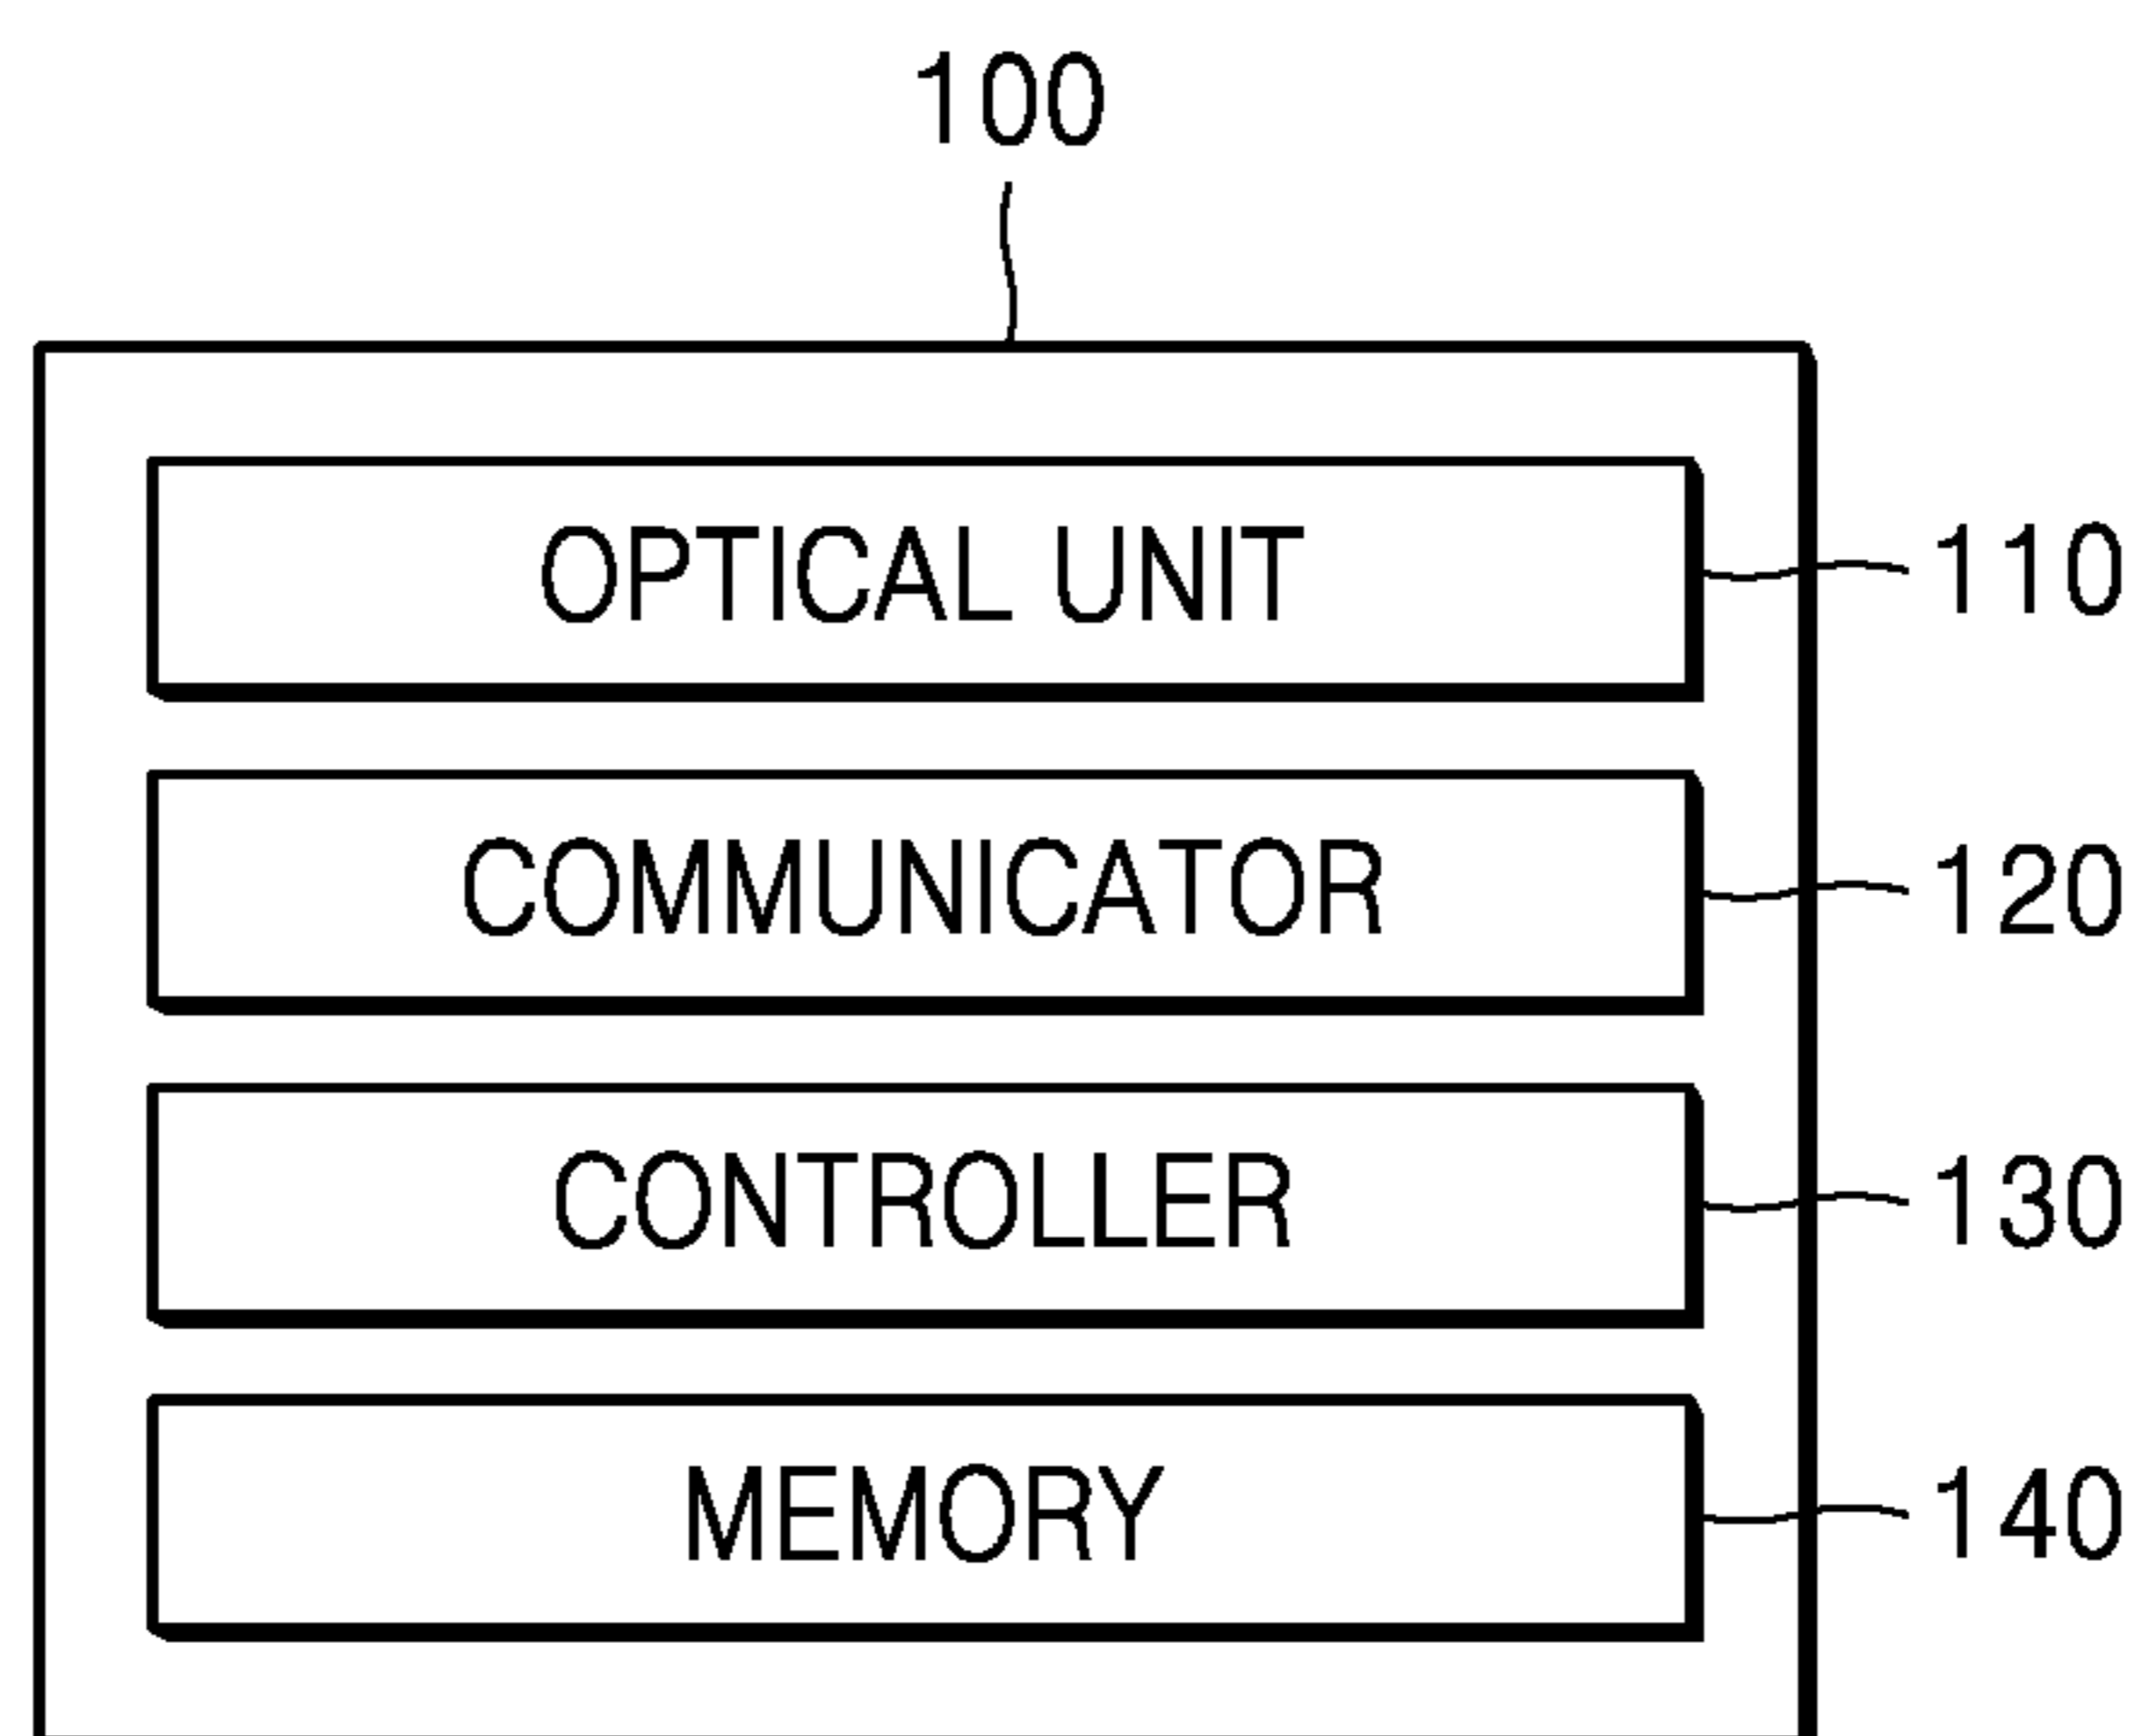 100
OPTICAL UNIT 110
COMMUNICATOR 120
CONTROLLER 130
MEMORY 140